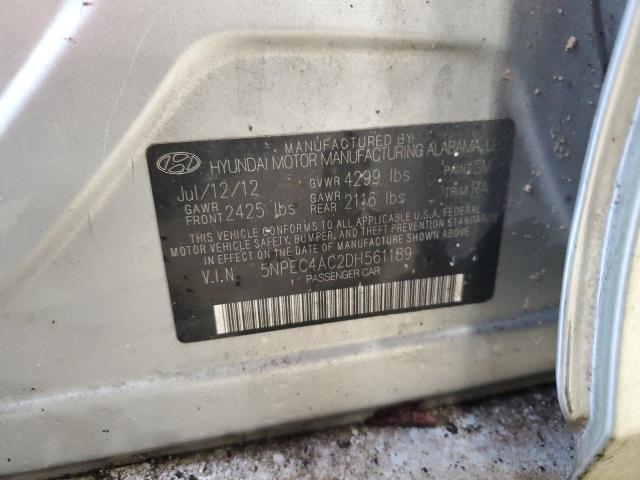 MANUFACTURED BY
HYUNDAI MOTOR MANUFACTURING ALABAMA, LLC
Jul/12/12 GVWR 4299 lbs PAINT SM
GAWR FRONT 2425 lbs GAWR REAR 2116 lbs TRIM RA
THIS VEHICLE CONFORMS TO ALL APPLICABLE U.S.A. FEDERAL
MOTOR VEHICLE SAFETY, BUMPER, AND THEFT PREVENTION STANDARDS
IN EFFECT ON THE DATE OF MANUFACTURE SHOWN ABOVE.
V.I.N. 5NPEC4AC2DH561189
PASSENGER CAR